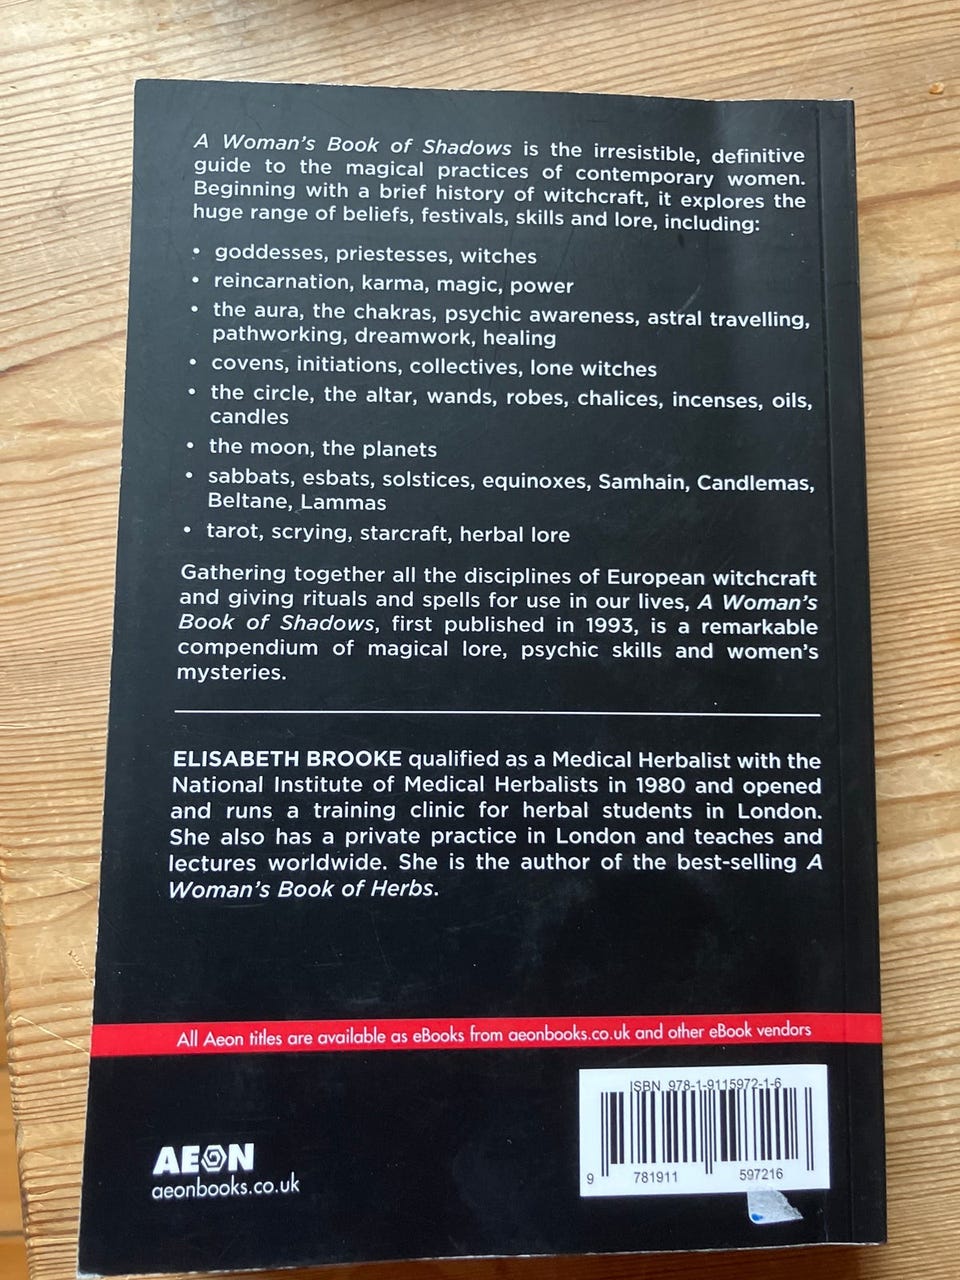 A Woman's Book of Shadows is the irresistible, definitive
guide to the magical practices of contemporary women.
Beginning with a brief history of witchcraft, it explores the
huge range of beliefs, festivals, skills and lore, including:
• goddesses, priestesses, witches
• reincarnation, karma, magic, power
• the aura, the chakras, psychic awareness, astral travelling,
pathworking, dreamwork, healing
• covens, initiations, collectives, lone witches
• the circle, the altar, wands, robes, chalices, incenses, oils,
candles
• the moon, the planets
• sabbats, esbats, solstices, equinoxes, Samhain, Candlemas,
Beltane, Lammas
• tarot, scrying, starcraft, herbal lore
Gathering together all the disciplines of European witchcraft
and giving rituals and spells for use in our lives, A Woman's
Book of Shadows, first published in 1993, is a remarkable
compendium of magical lore, psychic skills and women's
mysteries.
ELISABETH BROOKE qualified as a Medical Herbalist with the
National Institute of Medical Herbalists in 1980 and opened
and runs a training clinic for herbal students in London.
She also has a private practice in London and teaches and
lectures worldwide. She is the author of the best-selling A
Woman's Book of Herbs.
All Aeon titles are available as eBooks from aeonbooks.co.uk and other eBook vendors
ISBN 978-1-9115972-1-6
9 781911 597216
AEON
aeonbooks.co.uk